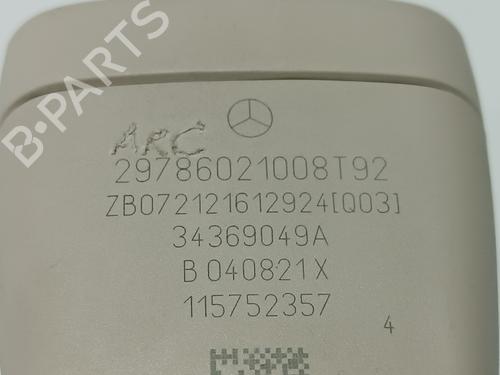 B-PARTS
ARC
29786021008T92
ZB072121612924[Q03]
34369049A
B 040821X
115752357
4